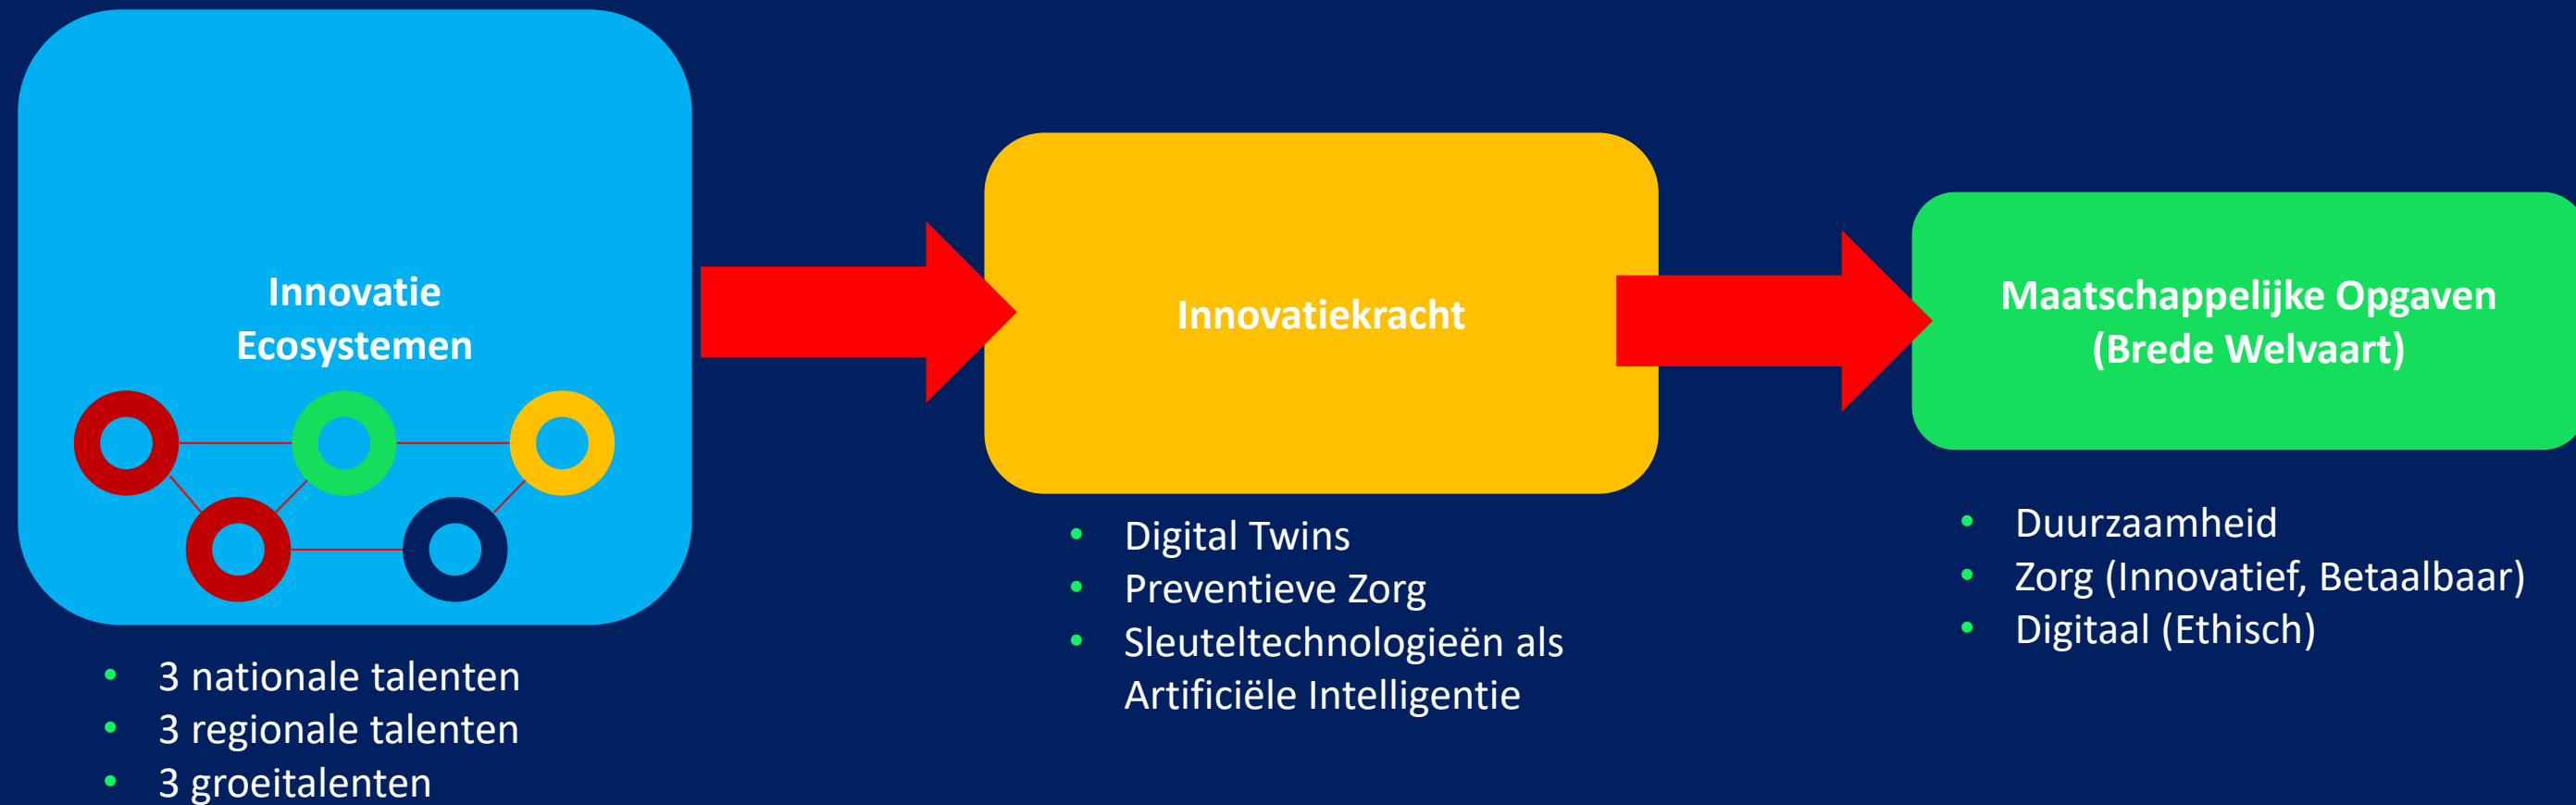 Innovatie
Ecosystemen
• 3 nationale talenten
• 3 regionale talenten
• 3 groeitalenten
Innovatiekracht
• Digital Twins
• Preventieve Zorg
• Sleuteltechnologieën als
Artificiële Intelligentie
Maatschappelijke Opgaven
(Brede Welvaart)
• Duurzaamheid
• Zorg (Innovatief, Betaalbaar)
• Digitaal (Ethisch)